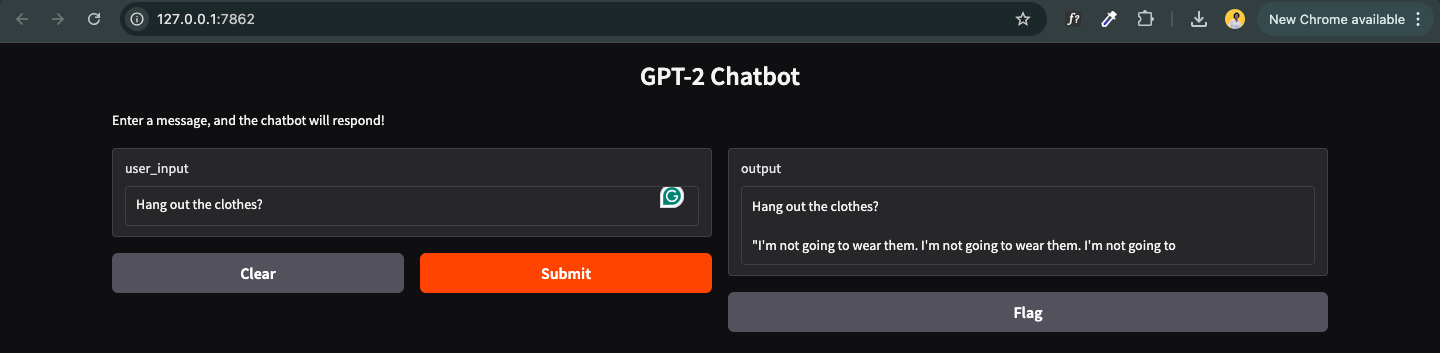 127.0.0.1:7862
New Chrome available
GPT-2 Chatbot
Enter a message, and the chatbot will respond!
user_input
Hang out the clothes?
Clear
Submit
output
Hang out the clothes?
"I'm not going to wear them. I'm not going to wear them. I'm not going to
Flag